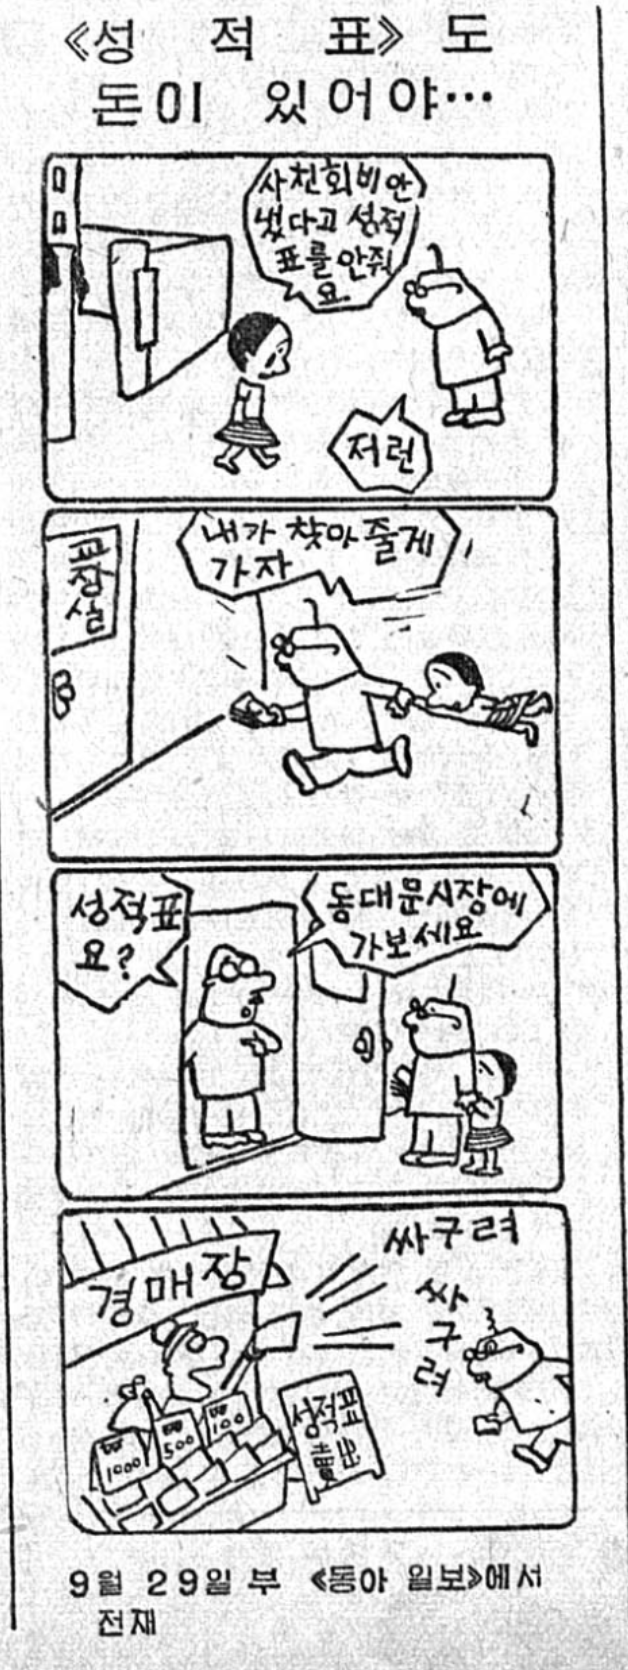 《성 적 표》 도
돈이 있어야…
사친회비 안
냈다고 성적
표를 안줘
요
저런
내가 찾아 줄게
가자
교장실
성적표
요?
동대문시장에
가보세요
싸구려
싸구려
경매장
1000
500
100
성적표
賣出
9월 29일부 《동아 일보》에서
전재